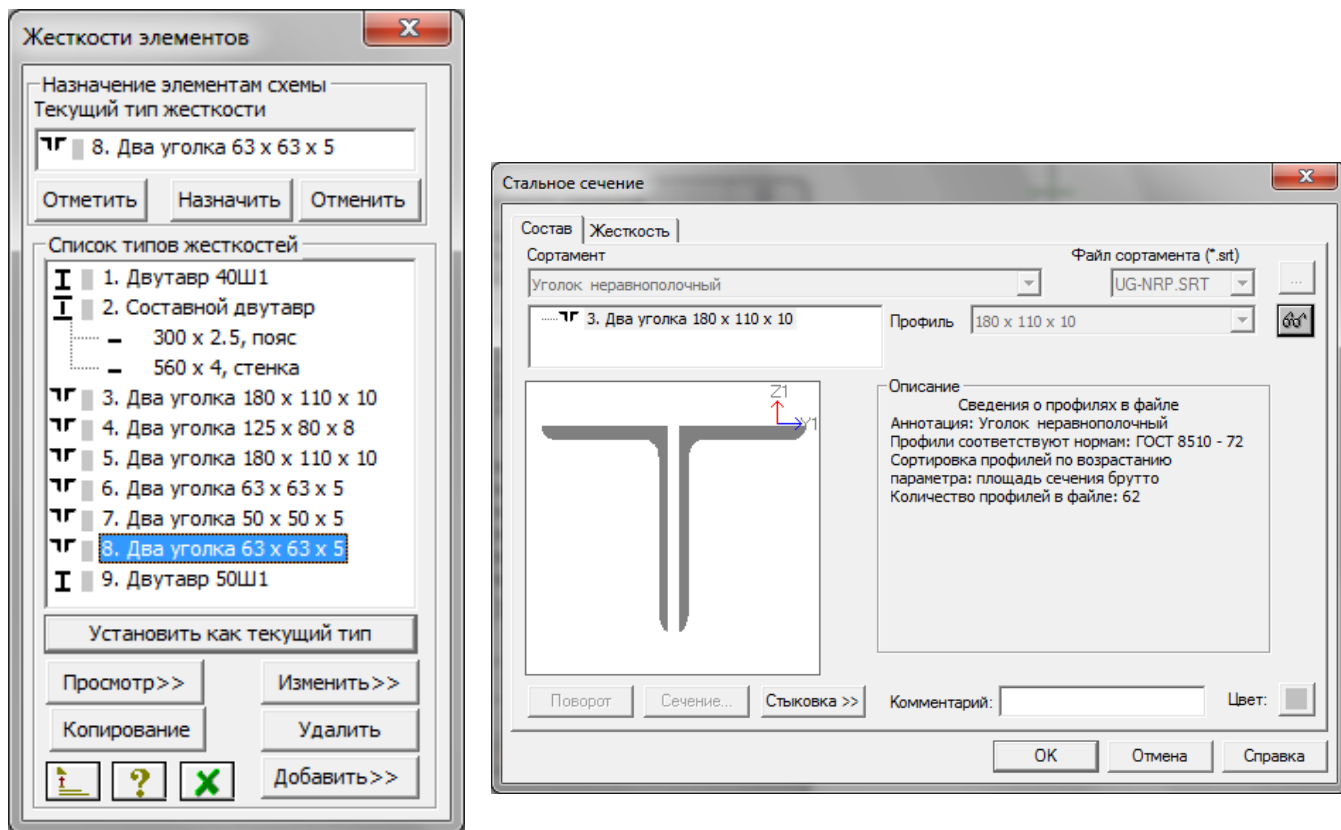 Жесткости элементов
Назначение элементам схемы
Текущий тип жесткости
8. Два уголка 63 x 63 x 5
Отметить Назначить Отменить
Список типов жесткостей
1. Двутавр 40Ш1
2. Составной двутавр
300 x 2.5, пояс
560 x 4, стенка
3. Два уголка 180 x 110 x 10
4. Два уголка 125 x 80 x 8
5. Два уголка 180 x 110 x 10
6. Два уголка 63 x 63 x 5
7. Два уголка 50 x 50 x 5
8. Два уголка 63 x 63 x 5
9. Двутавр 50Ш1
Установить как текущий тип
Просмотр>> Изменить>>
Копирование Удалить
Добавить>>
Стальное сечение
Состав Жесткость
Сортамент Файл сортамента (*.srt)
Уголок неравнополочный UG-NRP.SRT ...
3. Два уголка 180 x 110 x 10 Профиль 180 x 110 x 10
Z1
Y1
Описание
Сведения о профилях в файле
Аннотация: Уголок неравнополочный
Профили соответствуют нормам: ГОСТ 8510 - 72
Сортировка профилей по возрастанию
параметра: площадь сечения брутто
Количество профилей в файле: 62
Поворот Сечение... Стыковка >> Комментарий: Цвет:
OK Отмена Справка